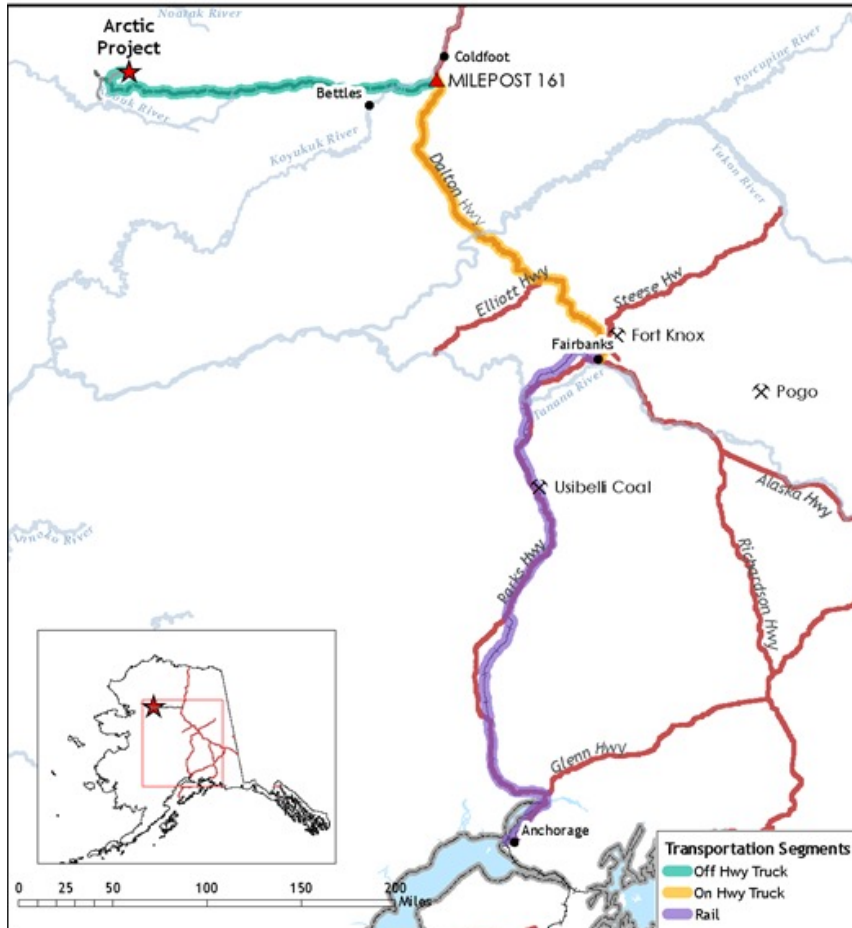 Noatak River
Arctic
Project
Coldfoot
MILEPOST 161
Bettles
Porcupine River
Koyukuk River
Yukon
River
Dalton Hwy
Elliott Hwy
Steese Hw
Fort Knox
Fairbanks
Tanana River
Pogo
Usibelli Coal
Alaska Hwy
River
Parks Hwy
Richardson Hwy
Glenn Hwy
Anchorage
Transportation Segments
Off Hwy Truck
On Hwy Truck
Rail
0 25 50 100 150 200
Miles